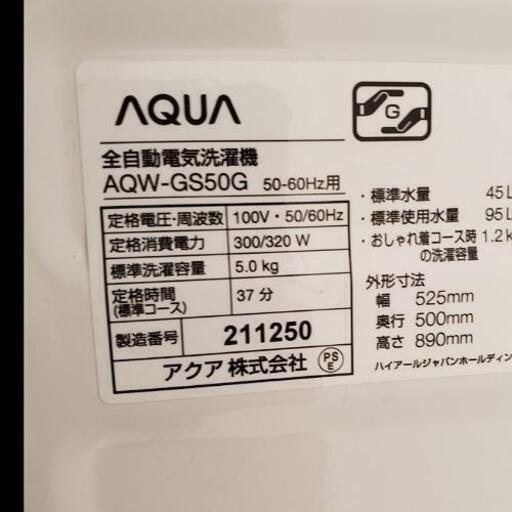 AQUA
G
全自動電気洗濯機
AQW-GS50G 50-60Hz用
定格電圧・周波数 100V・50/60Hz
定格消費電力 300/320 W
標準洗濯容量 5.0 kg
定格時間 37 分
(標準コース)
製造番号 211250
アクア 株式会社 PS E
・標準水量 45L
・標準使用水量 95L
・おしゃれ着コース時 1.2k
の洗濯容量
外形寸法
幅 525mm
奥行 500mm
高さ 890mm
ハイアールジャパンホールディン